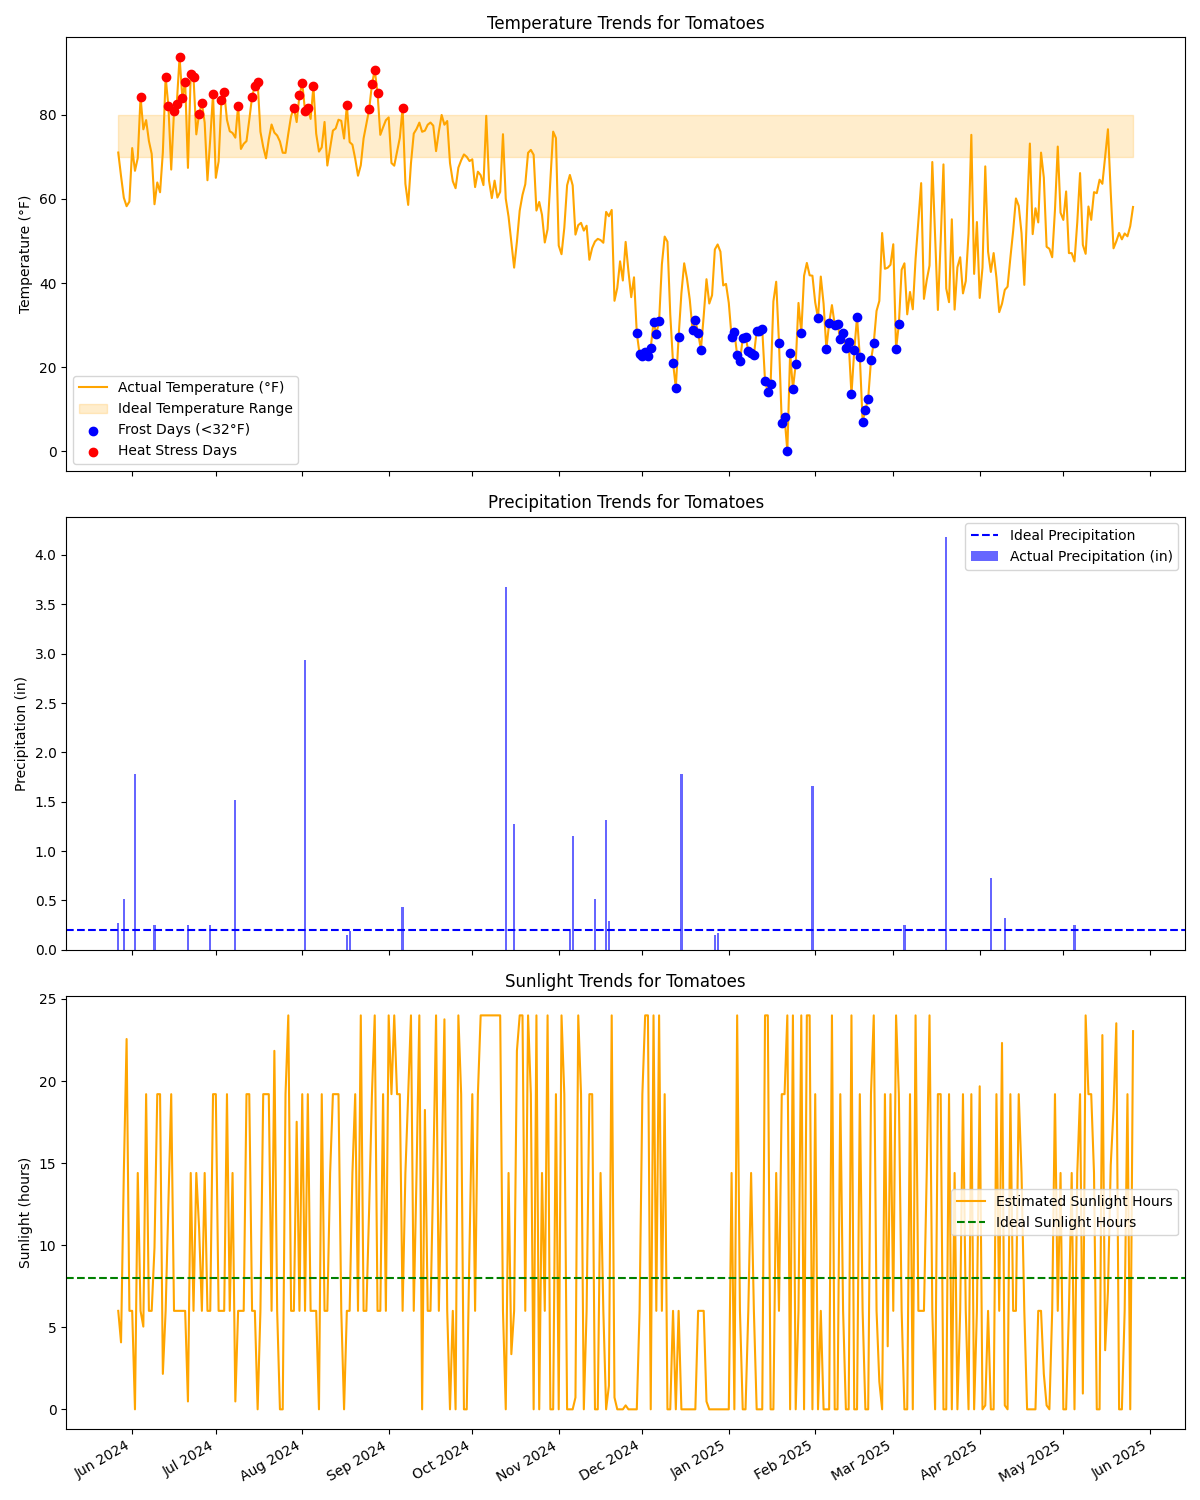 Temperature Trends for Tomatoes
Temperature (°F)
80
60
40
20
0
Actual Temperature (°F)
Ideal Temperature Range
Frost Days (<32°F)
Heat Stress Days
Precipitation Trends for Tomatoes
Precipitation (in)
4.0
3.5
3.0
2.5
2.0
1.5
1.0
0.5
0.0
Ideal Precipitation
Actual Precipitation (in)
Sunlight Trends for Tomatoes
Sunlight (hours)
25
20
15
10
5
0
Estimated Sunlight Hours
Ideal Sunlight Hours
Jun 2024
Jul 2024
Aug 2024
Sep 2024
Oct 2024
Nov 2024
Dec 2024
Jan 2025
Feb 2025
Mar 2025
Apr 2025
May 2025
Jun 2025